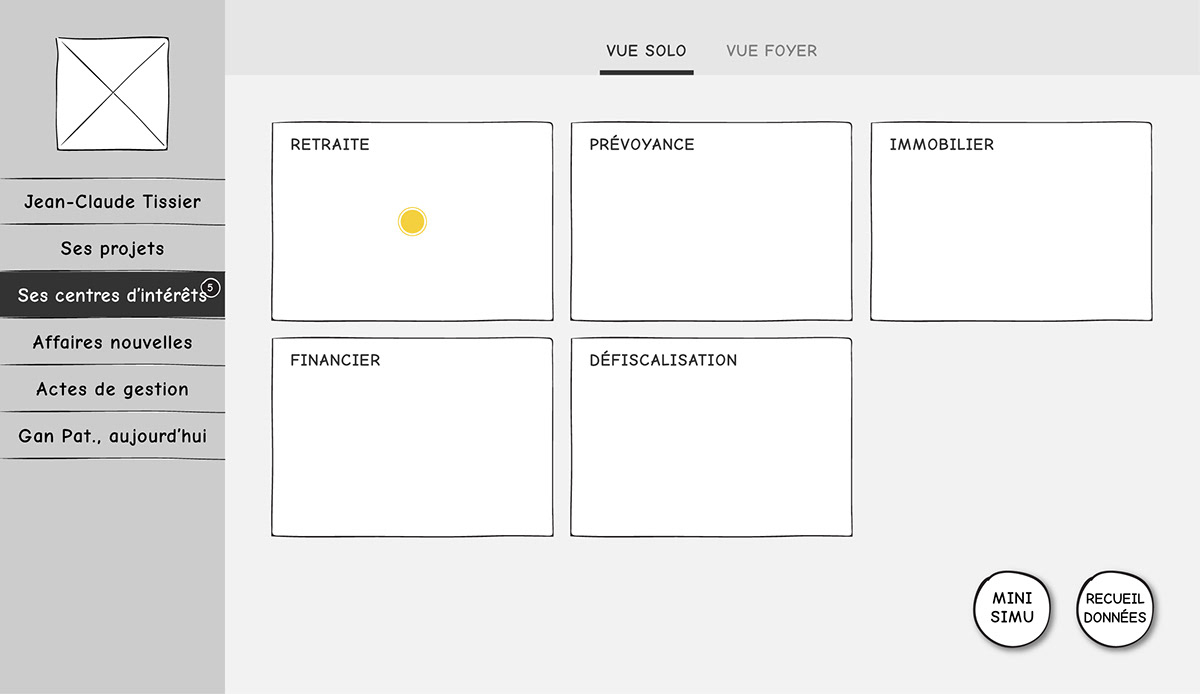 VUE SOLO
VUE FOYER
Jean-Claude Tissier
Ses projets
Ses centres d'intérêts
5
Affaires nouvelles
Actes de gestion
Gan Pat., aujourd'hui
RETRAITE
PRÉVOYANCE
IMMOBILIER
FINANCIER
DÉFISCALISATION
MINI
SIMU
RECUEIL
DONNÉES